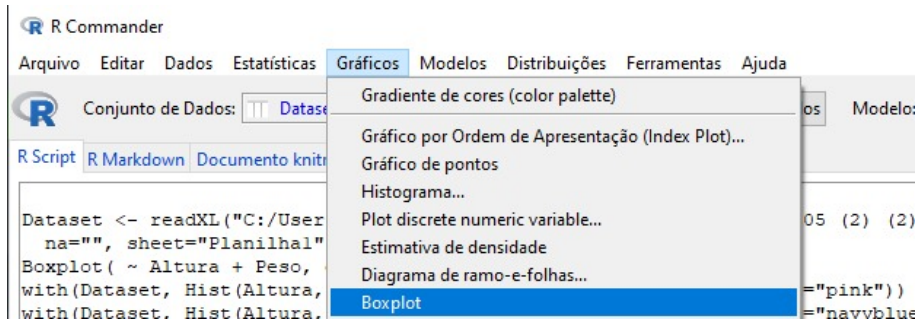 R Commander
Arquivo Editar Dados Estatísticas Gráficos Modelos Distribuições Ferramentas Ajuda
R Conjunto de Dados: Modelo:
Gradiente de cores (color palette)
Gráfico por Ordem de Apresentação (Index Plot)...
R Script R Markdown Documento
Gráfico de pontos
Histograma...
Dataset <- readXL("C:/User 05 (2) (2)
Plot discrete numeric variable...
na="", sheet="Planilha1"
Estimativa de densidade
Boxplot( ~ Altura + Peso,
Diagrama de ramo-e-folhas...
with(Dataset, Hist(Altura, ="pink"))
Boxplot
with(Dataset, Hist(Altura, ="navyblue